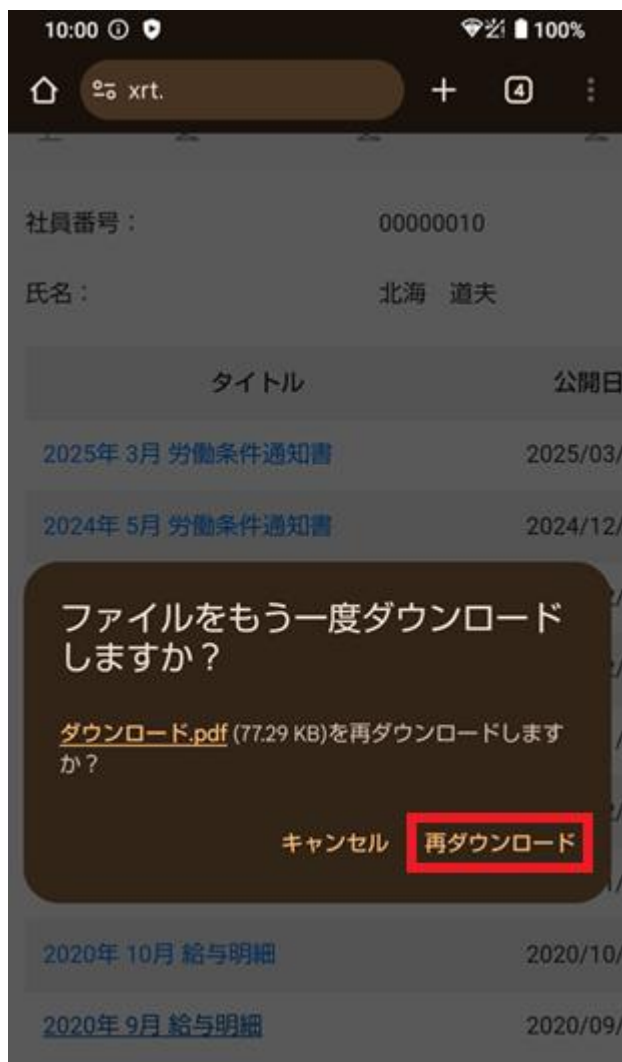 10:00 100%
xrt. 4
社員番号： 00000010
氏名： 北海　道夫
タイトル 公開日
2025年 3月 労働条件通知書 2025/03/
2024年 5月 労働条件通知書 2024/12/
ファイルをもう一度ダウンロード
しますか？
ダウンロード.pdf (77.29 KB)を再ダウンロードします
か？
キャンセル 再ダウンロード
2020年 10月 給与明細 2020/10/
2020年 9月 給与明細 2020/09/